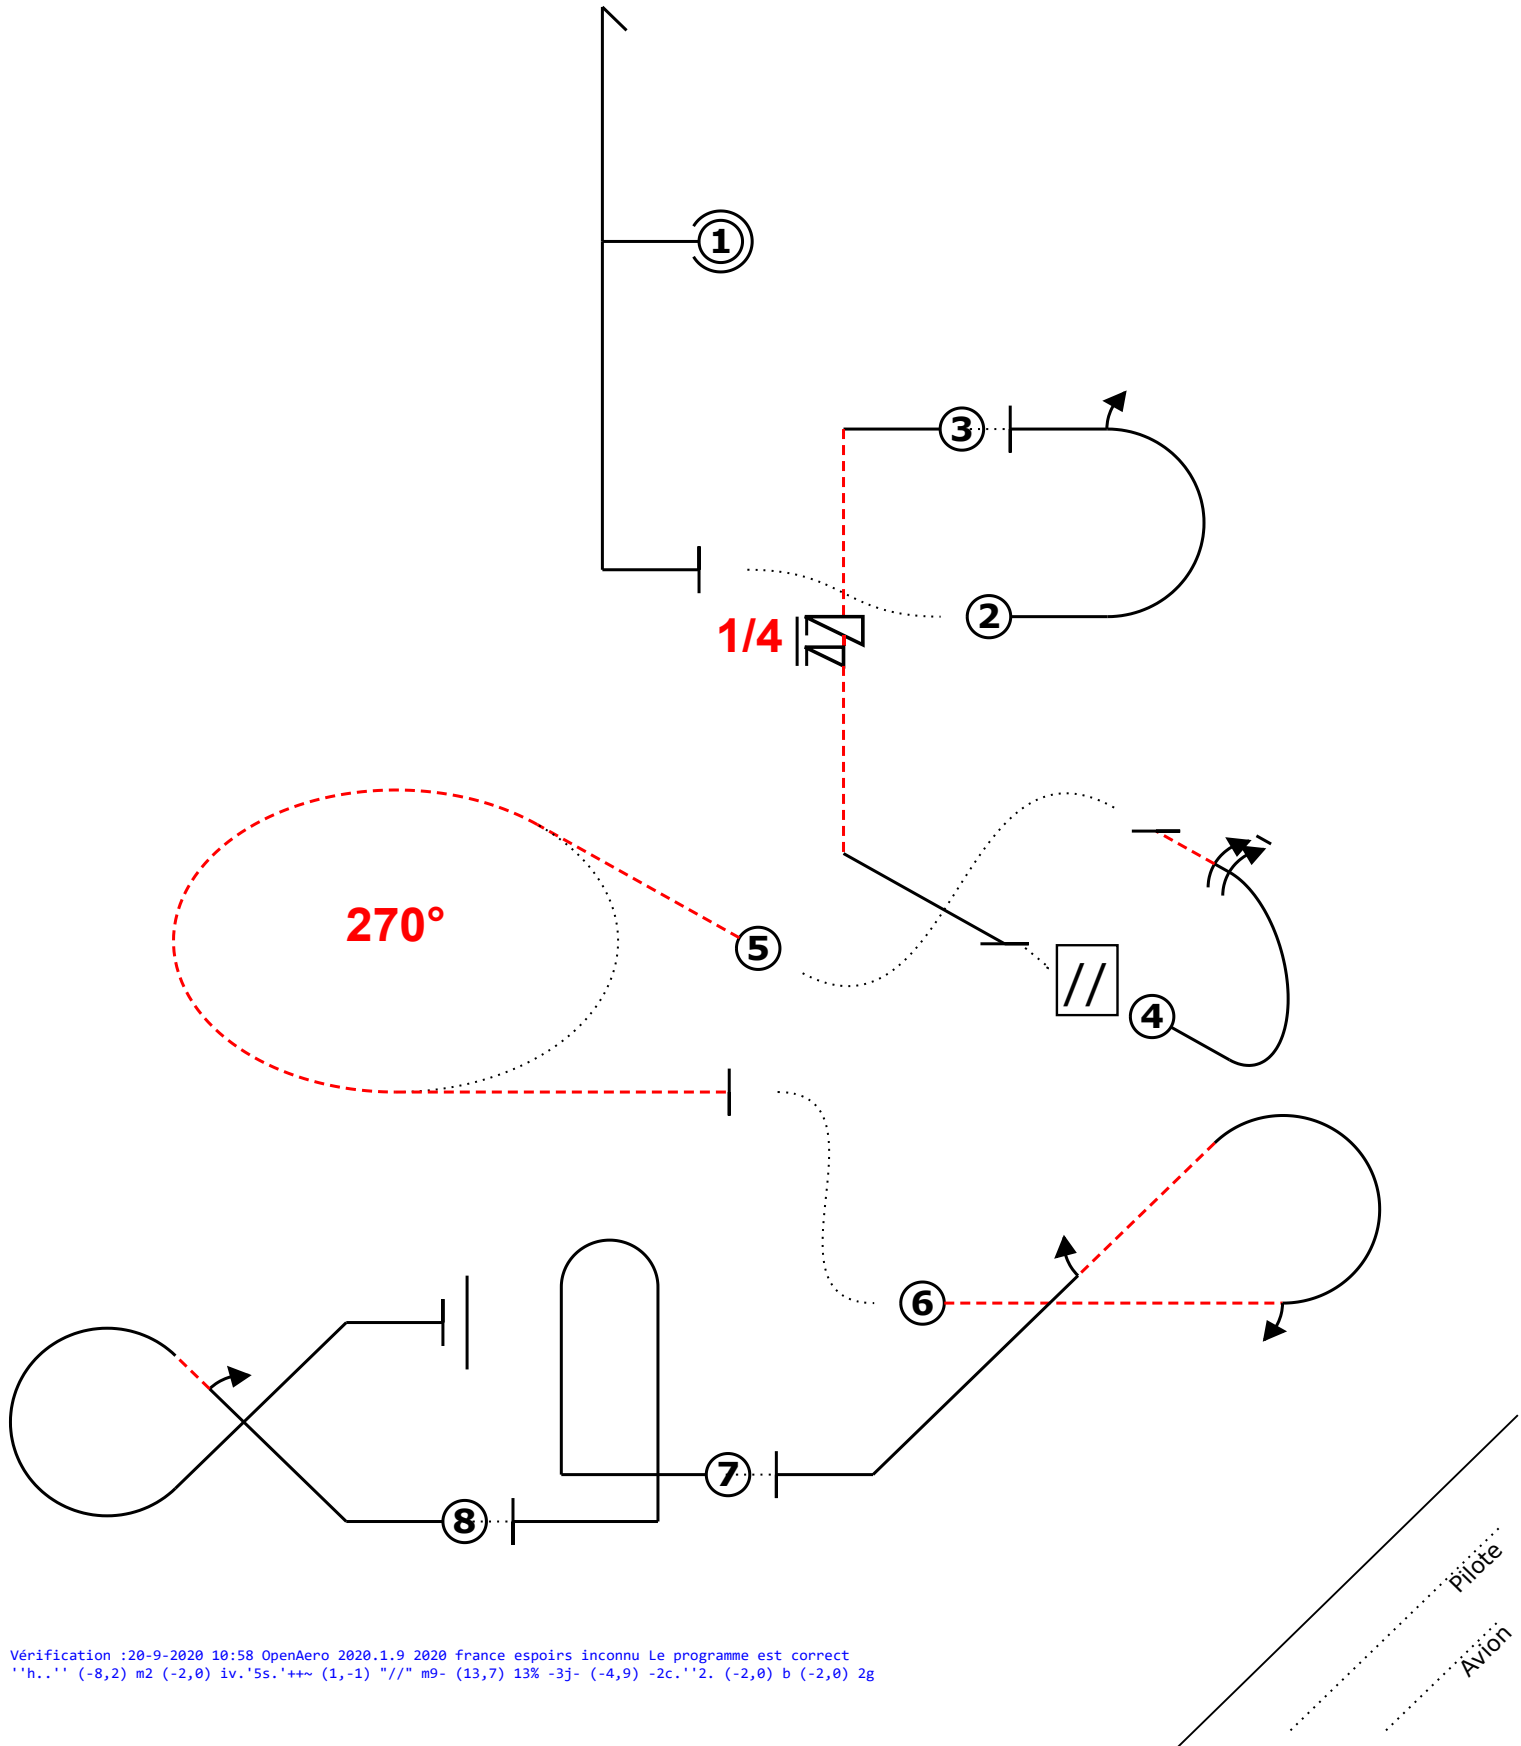 1
3
2
1/4
270°
5
//
4
6
7
8
Pilote
Avion
Vérification :20-9-2020 10:58 OpenAero 2020.1.9 2020 france espoirs inconnu Le programme est correct
''h..'' (-8,2) m2 (-2,0) iv.'5s.'++~ (1,-1) "//" m9- (13,7) 13% -3j- (-4,9) -2c.''2. (-2,0) b (-2,0) 2g